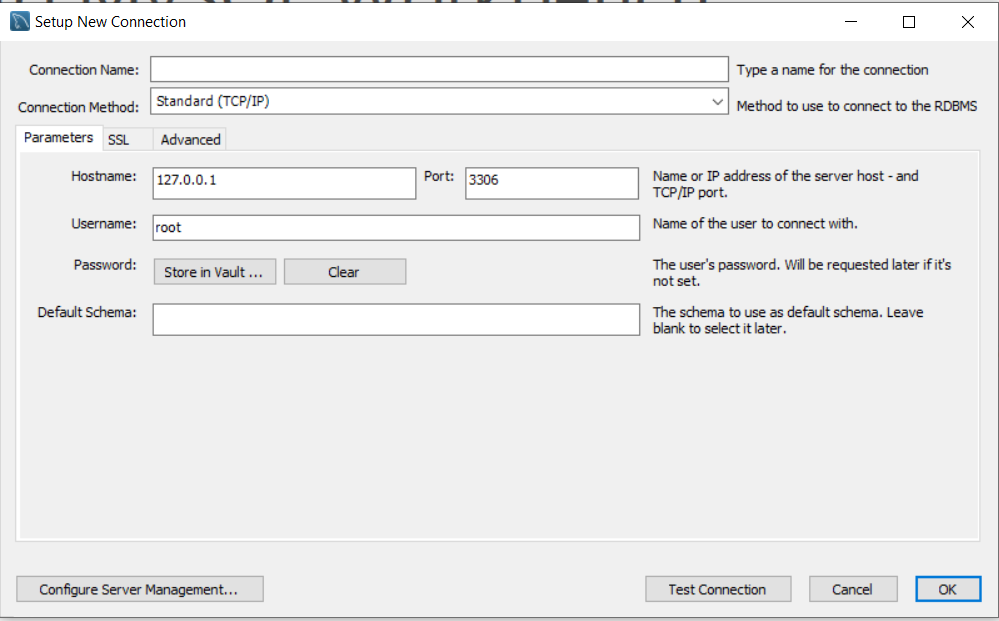 Setup New Connection
Connection Name:
Type a name for the connection
Connection Method: Standard (TCP/IP)
Method to use to connect to the RDBMS
Parameters SSL Advanced
Hostname: 127.0.0.1 Port: 3306
Name or IP address of the server host - and
TCP/IP port.
Username: root
Name of the user to connect with.
Password: Store in Vault ... Clear
The user's password. Will be requested later if it's
not set.
Default Schema:
The schema to use as default schema. Leave
blank to select it later.
Configure Server Management... Test Connection Cancel OK